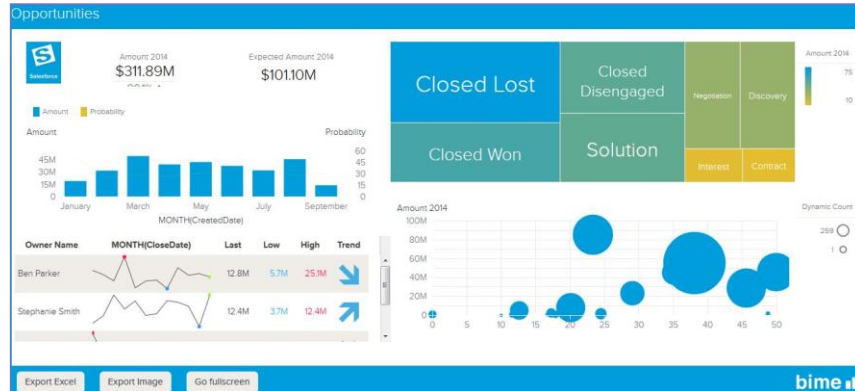 Opportunities
S
Salesforce
Amount 2014
$311.89M
Expected Amount 2014
$101.10M
Amount
Probability
Amount
Probability
45M
30M
15M
0
60
45
30
15
0
January
March
May
July
September
MONTH(CreatedDate)
Owner Name MONTH(CloseDate) Last Low High Trend
Ben Parker 12.8M 5.7M 25.1M
Stephanie Smith 12.4M 3.7M 12.4M
Closed Lost
Closed Won
Closed
Disengaged
Solution
Negotiation
Discovery
Interest
Contract
Amount 2014
75
10
Amount 2014
100M
80M
60M
40M
20M
0
0 5 10 15 20 25 30 35 40 45 50
Dynamic Count
259
1
Export Excel
Export Image
Go fullscreen
bime